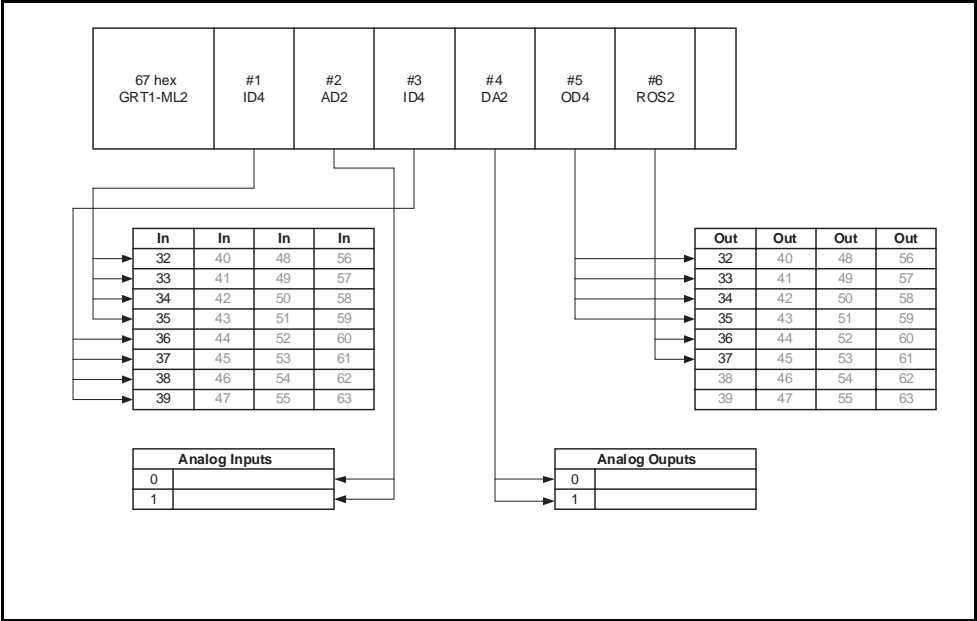 67 hex #1 #2 #3 #4 #5 #6
GRT1-ML2 ID4 AD2 ID4 DA2 OD4 ROS2
In In In In
32 40 48 56
33 41 49 57
34 42 50 58
35 43 51 59
36 44 52 60
37 45 53 61
38 46 54 62
39 47 55 63
Out Out Out Out
32 40 48 56
33 41 49 57
34 42 50 58
35 43 51 59
36 44 52 60
37 45 53 61
38 46 54 62
39 47 55 63
Analog Inputs
0
1
Analog Ouputs
0
1